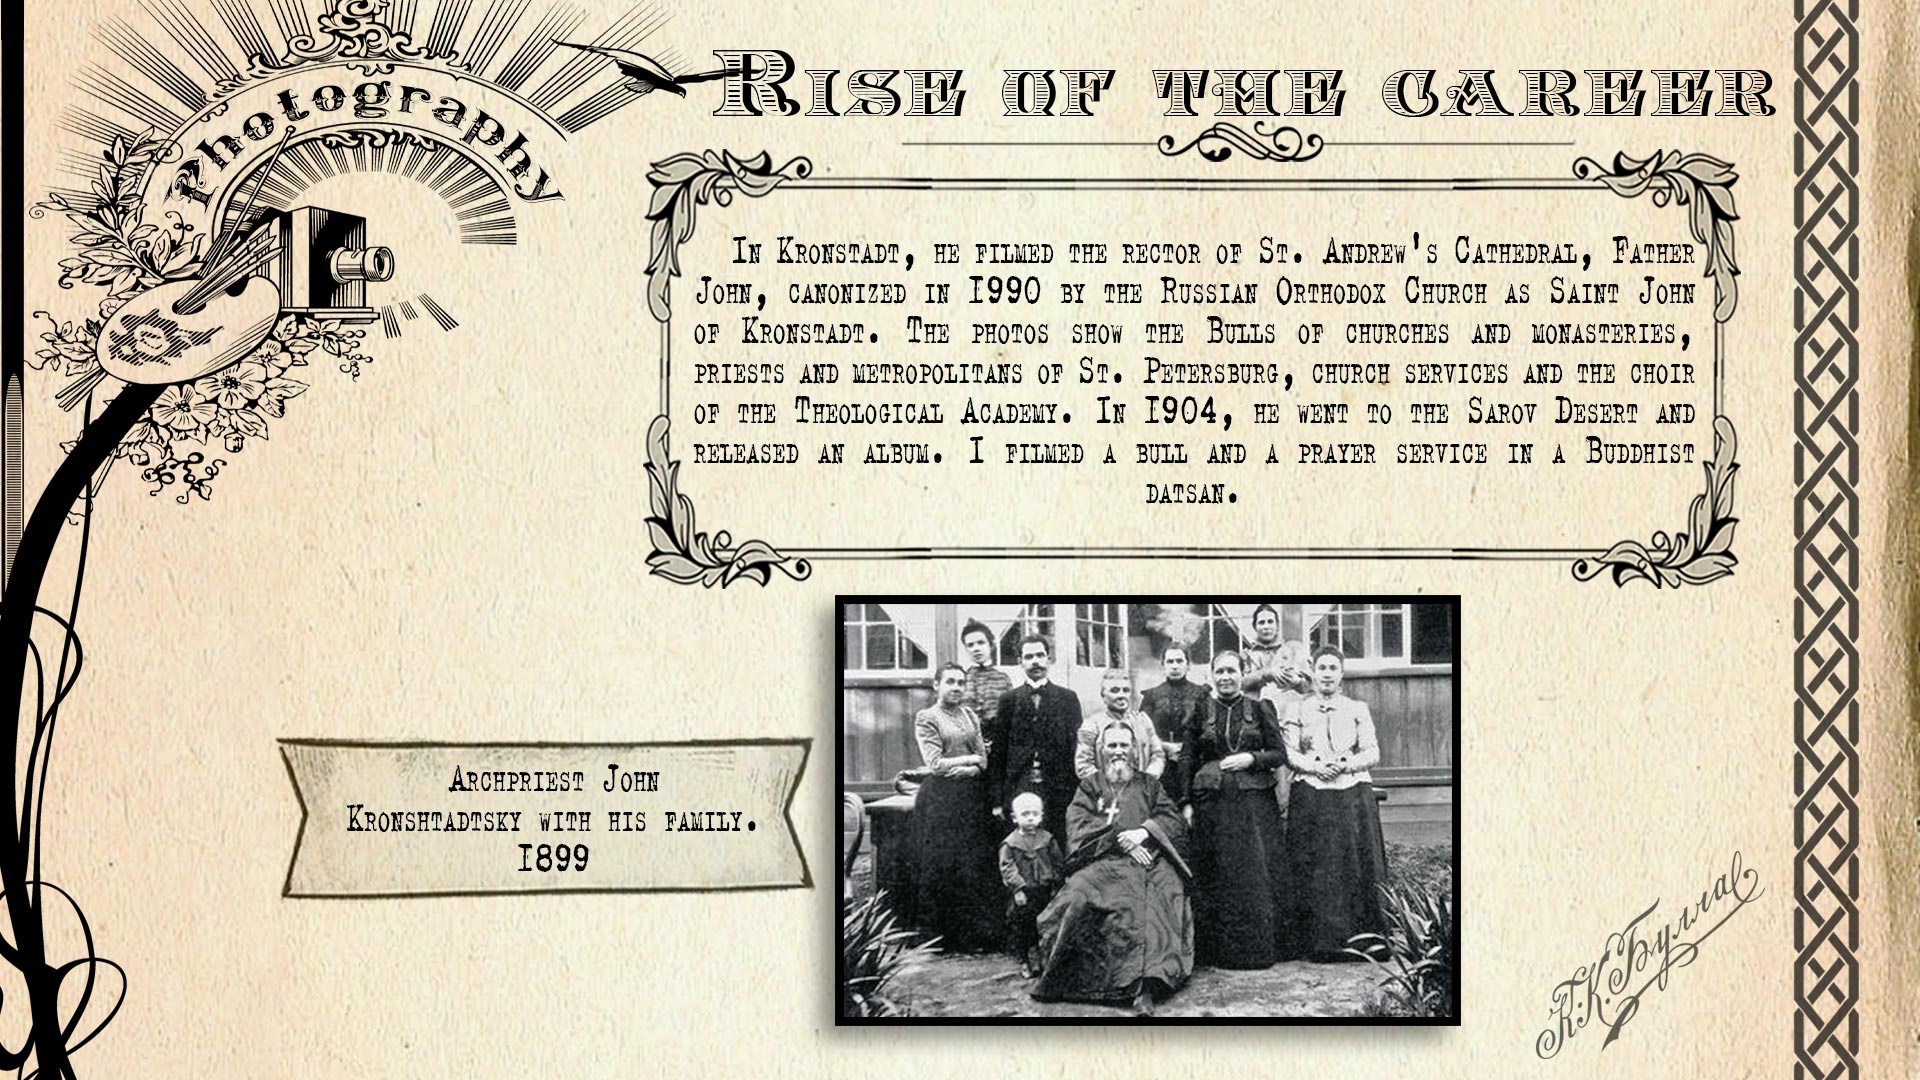 Photography
Rise of the career
In Kronstadt, he filmed the rector of St. Andrew's Cathedral, Father
John, canonized in 1990 by the Russian Orthodox Church as Saint John
of Kronstadt. The photos show the Bulls of churches and monasteries,
priests and metropolitans of St. Petersburg, church services and the choir
of the Theological Academy. In 1904, he went to the Sarov Desert and
released an album. I filmed a bull and a prayer service in a Buddhist
datsan.
Archpriest John
Kronshtadtsky with his family.
1899
К.К.Булла